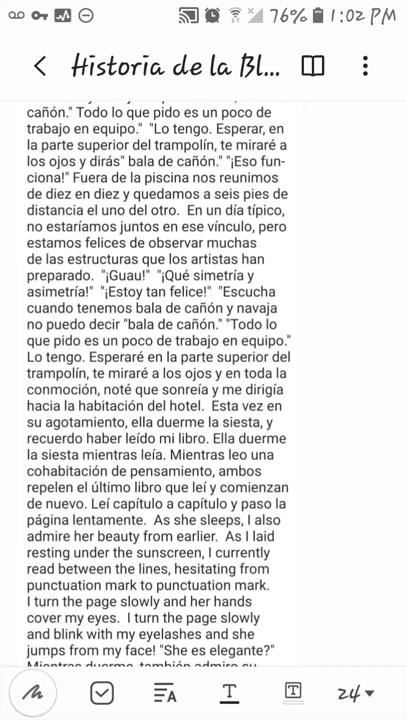 76% 1:02 PM
Historia de la Bl...
cañón." Todo lo que pido es un poco de
trabajo en equipo."  "Lo tengo. Esperar, en
la parte superior del trampolín, te miraré a
los ojos y dirás" bala de cañón." "¡Eso fun-
ciona!" Fuera de la piscina nos reunimos
de diez en diez y quedamos a seis pies de
distancia el uno del otro.  En un día típico,
no estaríamos juntos en ese vínculo, pero
estamos felices de observar muchas
de las estructuras que los artistas han
preparado.  "¡Guau!"  "¡Qué simetría y
asimetría!"  "¡Estoy tan felice!"  "Escucha
cuando tenemos bala de cañón y navaja
no puedo decir "bala de cañón." "Todo lo
que pido es un poco de trabajo en equipo."
Lo tengo. Esperaré en la parte superior del
trampolín, te miraré a los ojos y en toda la
conmoción, noté que sonreía y me dirigía
hacia la habitación del hotel.  Esta vez en
su agotamiento, ella duerme la siesta, y
recuerdo haber leído mi libro. Ella duerme
la siesta mientras leía. Mientras leo una
cohabitación de pensamiento, ambos
repelen el último libro que leí y comienzan
de nuevo. Leí capítulo a capítulo y paso la
página lentamente.  As she sleeps, I also
admire her beauty from earlier.  As I laid
resting under the sunscreen, I currently
read between the lines, hesitating from
punctuation mark to punctuation mark.
I turn the page slowly and her hands
cover my eyes.  I turn the page slowly
and blink with my eyelashes and she
jumps from my face! "She es elegante?"
Mientras duerme, también admiro su
24